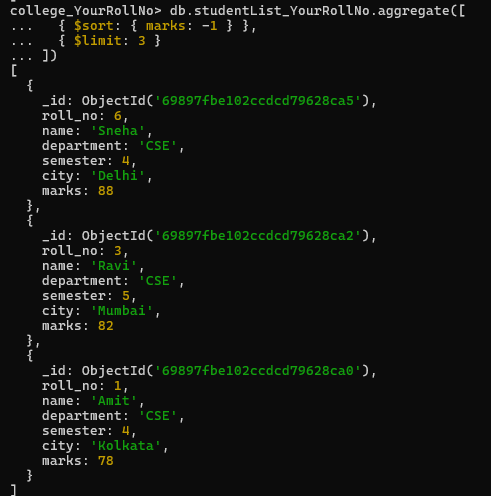 college_YourRollNo> db.studentList_YourRollNo.aggregate([
...   { $sort: { marks: -1 } },
...   { $limit: 3 }
... ])
[
  {
    _id: ObjectId('69897fbe102ccdcd79628ca5'),
    roll_no: 6,
    name: 'Sneha',
    department: 'CSE',
    semester: 4,
    city: 'Delhi',
    marks: 88
  },
  {
    _id: ObjectId('69897fbe102ccdcd79628ca2'),
    roll_no: 3,
    name: 'Ravi',
    department: 'CSE',
    semester: 5,
    city: 'Mumbai',
    marks: 82
  },
  {
    _id: ObjectId('69897fbe102ccdcd79628ca0'),
    roll_no: 1,
    name: 'Amit',
    department: 'CSE',
    semester: 4,
    city: 'Kolkata',
    marks: 78
  }
]